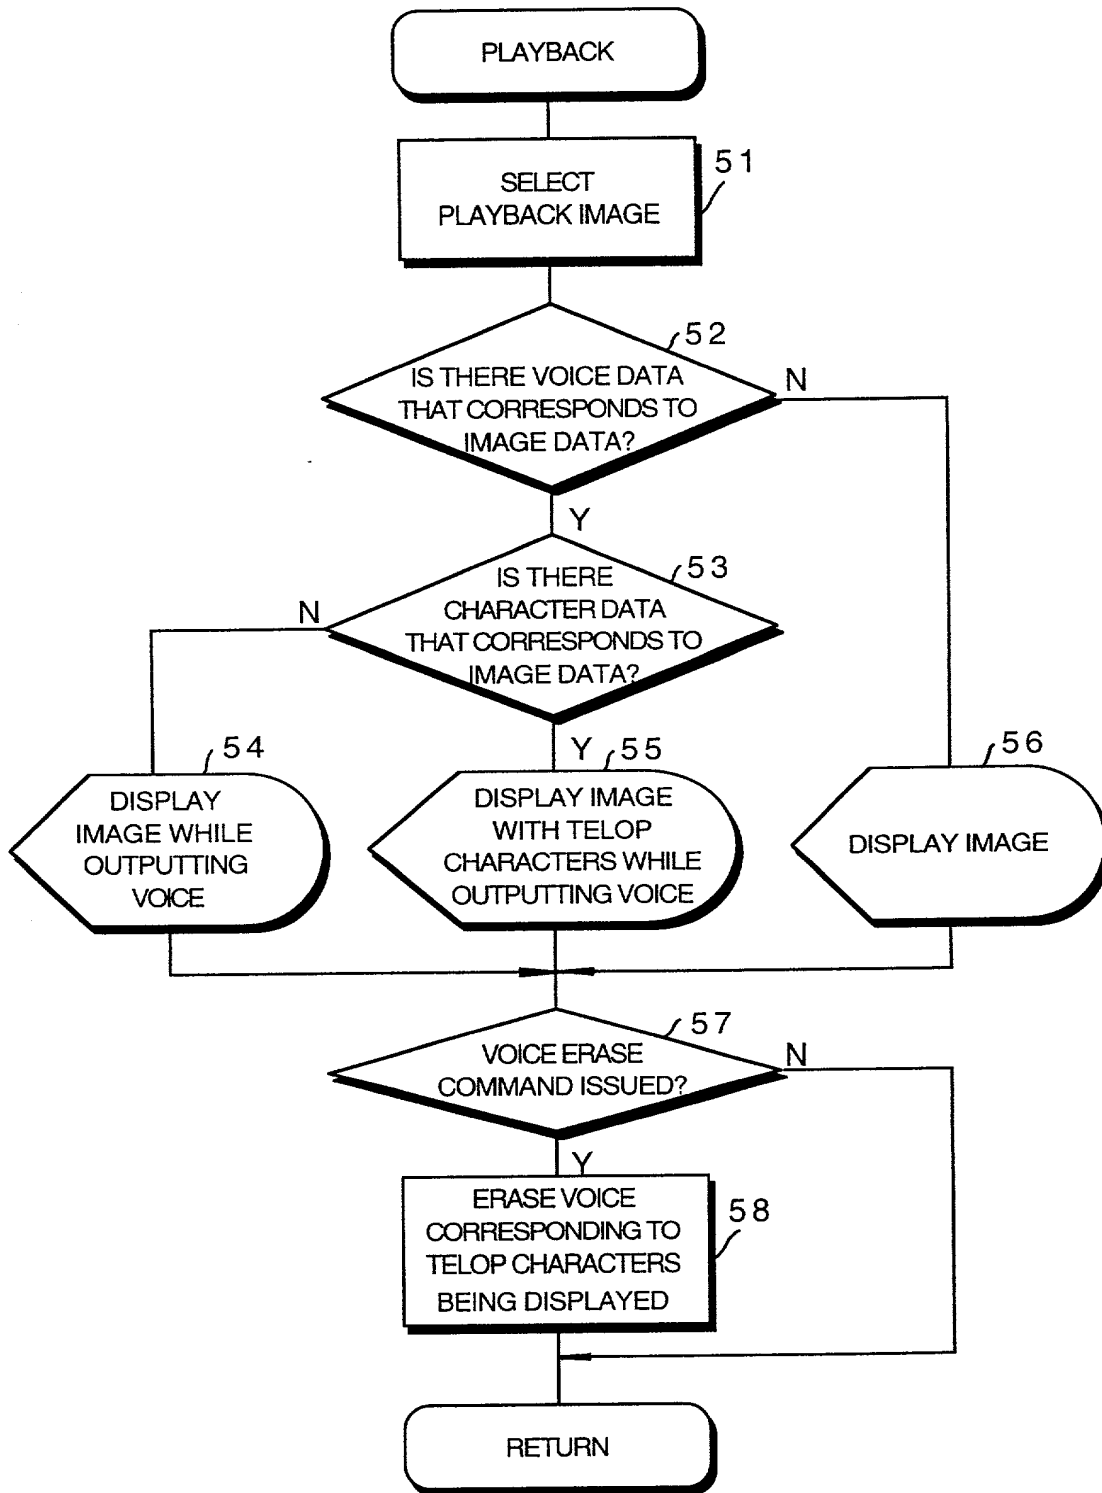 PLAYBACK
51
SELECT
PLAYBACK IMAGE
52
IS THERE VOICE DATA
THAT CORRESPONDS TO
IMAGE DATA?
N
Y
53
IS THERE
CHARACTER DATA
THAT CORRESPONDS TO
IMAGE DATA?
N
Y
54
DISPLAY
IMAGE WHILE
OUTPUTTING
VOICE
55
DISPLAY IMAGE
WITH TELOP
CHARACTERS WHILE
OUTPUTTING VOICE
56
DISPLAY IMAGE
57
VOICE ERASE
COMMAND ISSUED?
N
Y
ERASE VOICE
CORRESPONDING TO
TELOP CHARACTERS
BEING DISPLAYED
58
RETURN